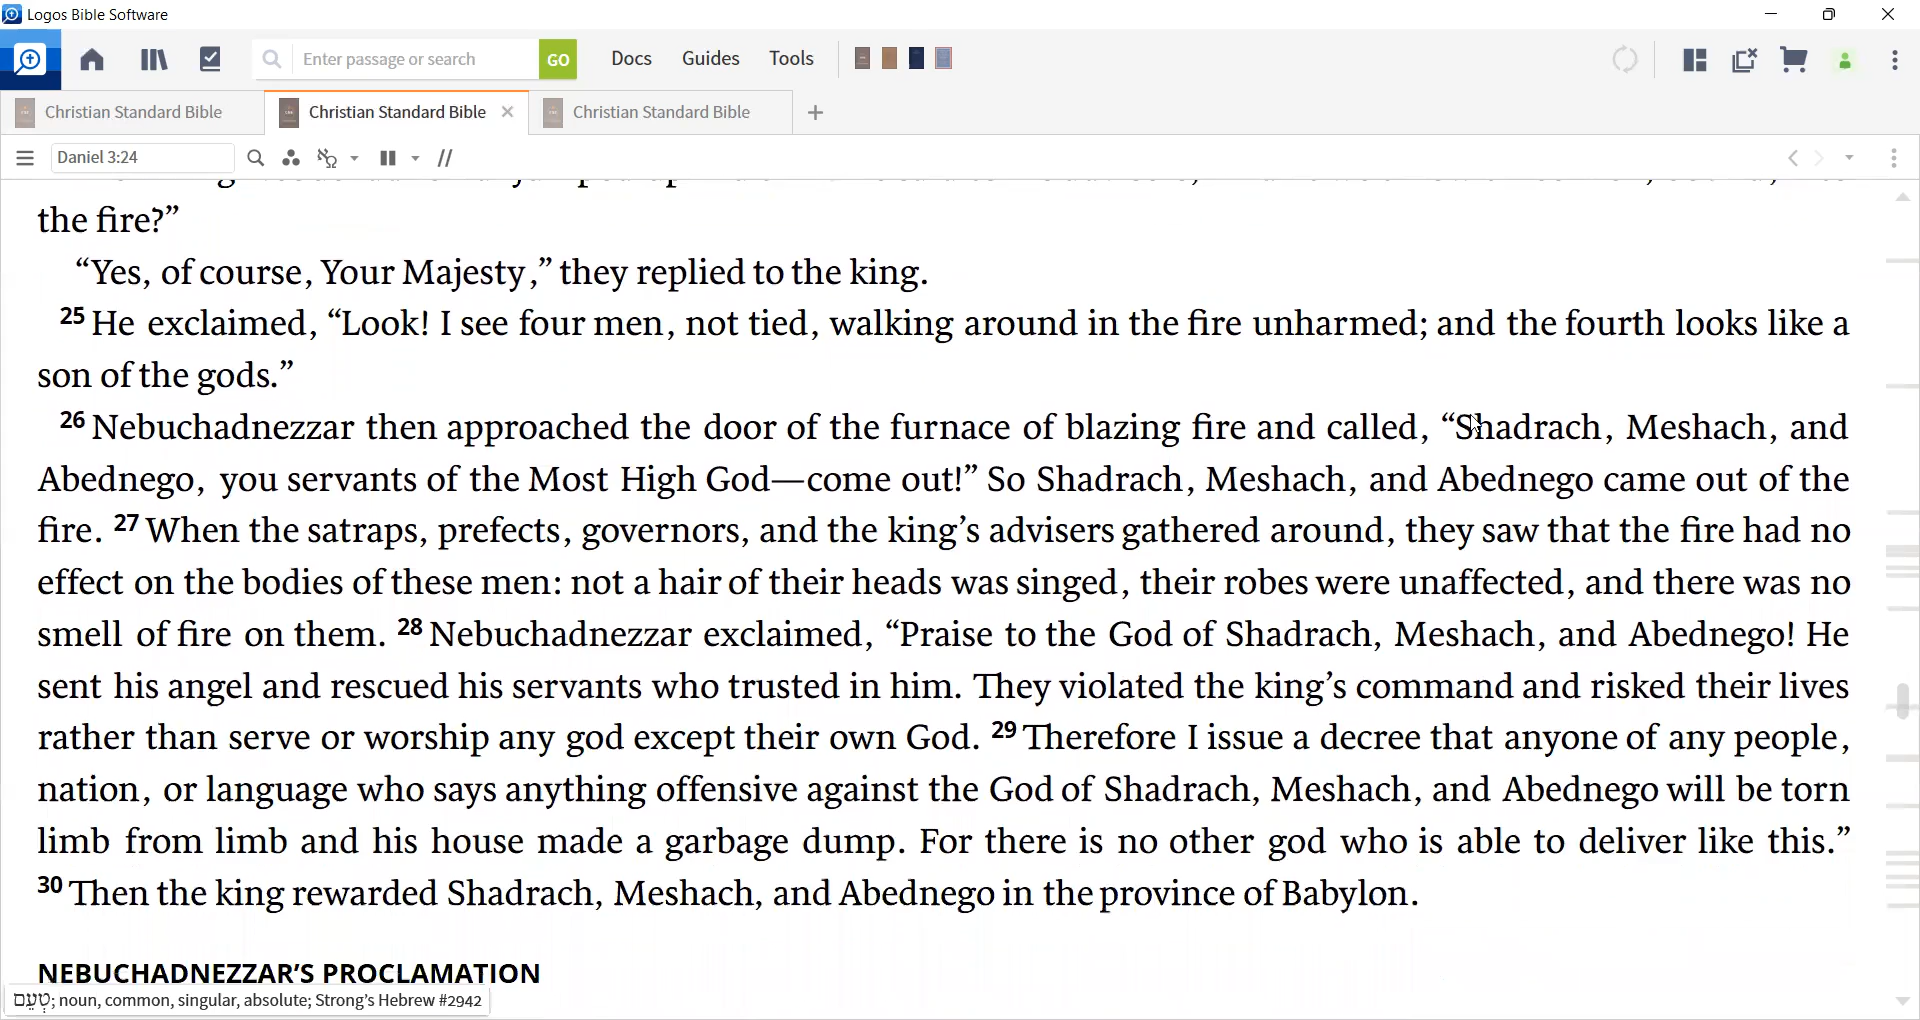 Logos Bible Software
Enter passage or search GO Docs Guides Tools
Christian Standard Bible Christian Standard Bible Christian Standard Bible
Daniel 3:24
the fire?”
“Yes, of course, Your Majesty,” they replied to the king.
25 He exclaimed, “Look! I see four men, not tied, walking around in the fire unharmed; and the fourth looks like a
son of the gods.”
26 Nebuchadnezzar then approached the door of the furnace of blazing fire and called, “Shadrach, Meshach, and
Abednego, you servants of the Most High God—come out!” So Shadrach, Meshach, and Abednego came out of the
fire. 27 When the satraps, prefects, governors, and the king’s advisers gathered around, they saw that the fire had no
effect on the bodies of these men: not a hair of their heads was singed, their robes were unaffected, and there was no
smell of fire on them. 28 Nebuchadnezzar exclaimed, “Praise to the God of Shadrach, Meshach, and Abednego! He
sent his angel and rescued his servants who trusted in him. They violated the king’s command and risked their lives
rather than serve or worship any god except their own God. 29 Therefore I issue a decree that anyone of any people,
nation, or language who says anything offensive against the God of Shadrach, Meshach, and Abednego will be torn
limb from limb and his house made a garbage dump. For there is no other god who is able to deliver like this.”
30 Then the king rewarded Shadrach, Meshach, and Abednego in the province of Babylon.
NEBUCHADNEZZAR’S PROCLAMATION
טְעֵם; noun, common, singular, absolute; Strong’s Hebrew #2942